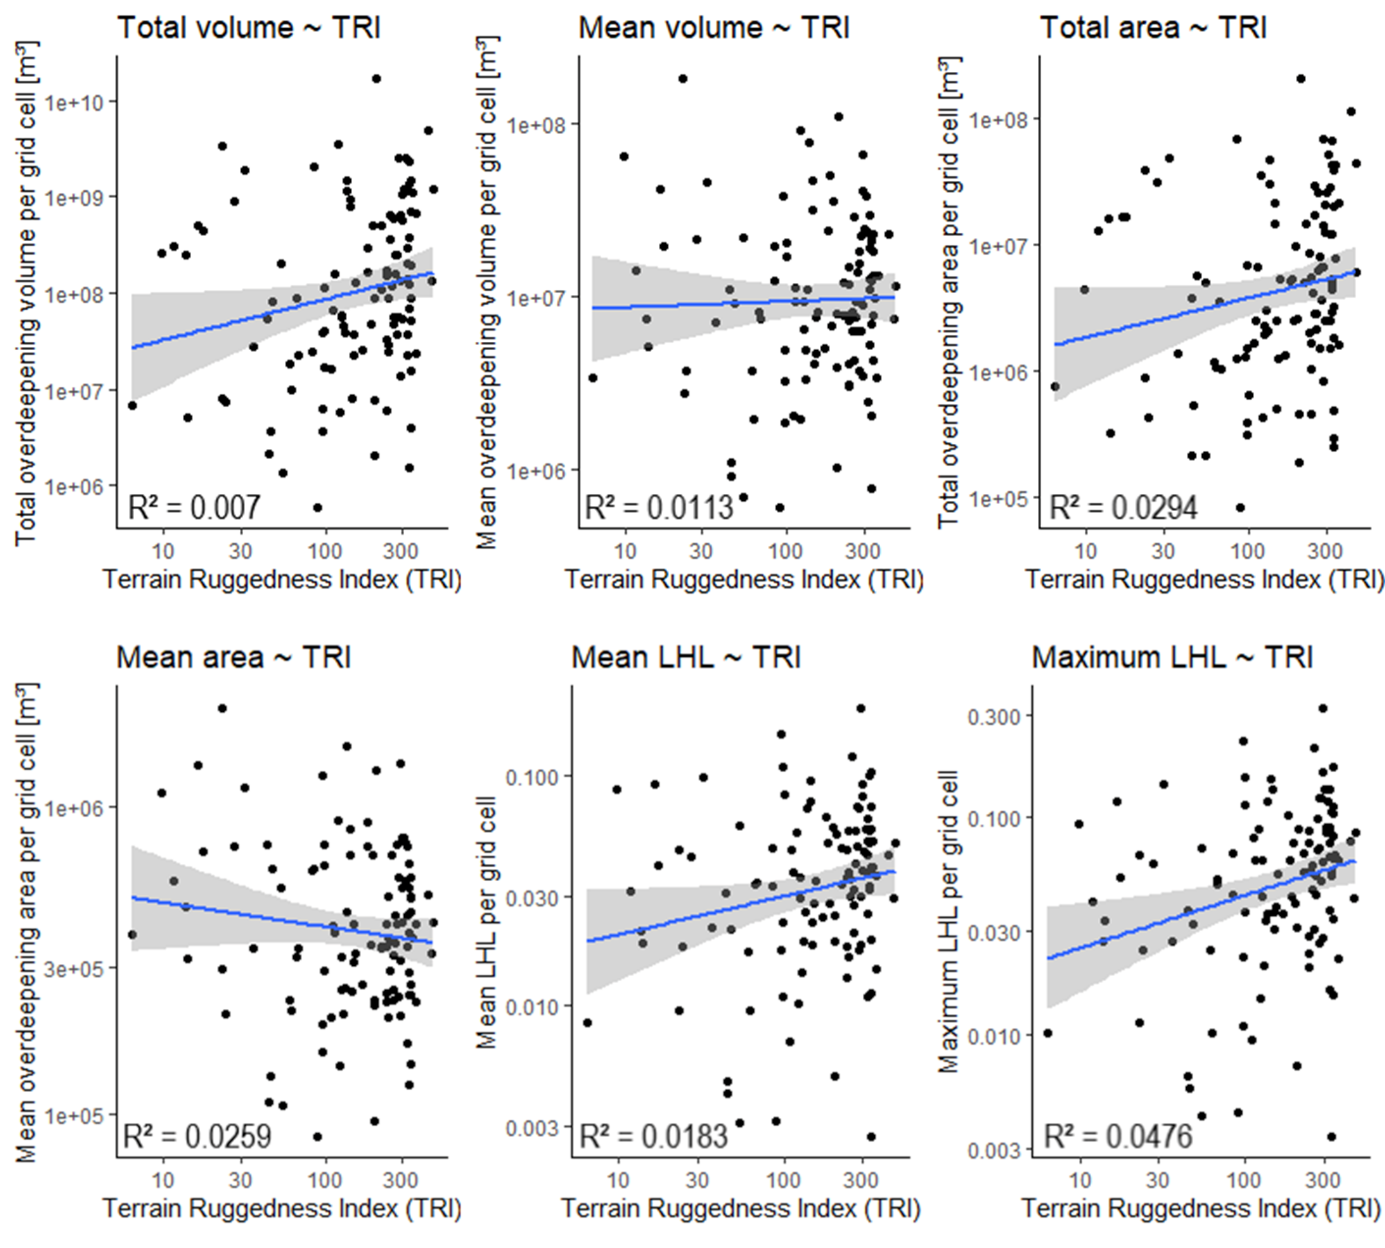 Total volume ~ TRI
Total overdeepening volume per grid cell [m³]
1e+10
1e+09
1e+08
1e+07
1e+06
R² = 0.007
10 30 100 300
Terrain Ruggedness Index (TRI)
Mean volume ~ TRI
Mean overdeepening volume per grid cell [m³]
1e+08
1e+07
1e+06
R² = 0.0113
10 30 100 300
Terrain Ruggedness Index (TRI)
Total area ~ TRI
Total overdeepening area per grid cell [m³]
1e+08
1e+07
1e+06
1e+05
R² = 0.0294
10 30 100 300
Terrain Ruggedness Index (TRI)
Mean area ~ TRI
Mean overdeepening area per grid cell [m³]
1e+06
3e+05
1e+05
R² = 0.0259
10 30 100 300
Terrain Ruggedness Index (TRI)
Mean LHL ~ TRI
Mean LHL per grid cell
0.100
0.030
0.010
0.003
R² = 0.0183
10 30 100 300
Terrain Ruggedness Index (TRI)
Maximum LHL ~ TRI
Maximum LHL per grid cell
0.300
0.100
0.030
0.010
0.003
R² = 0.0476
10 30 100 300
Terrain Ruggedness Index (TRI)